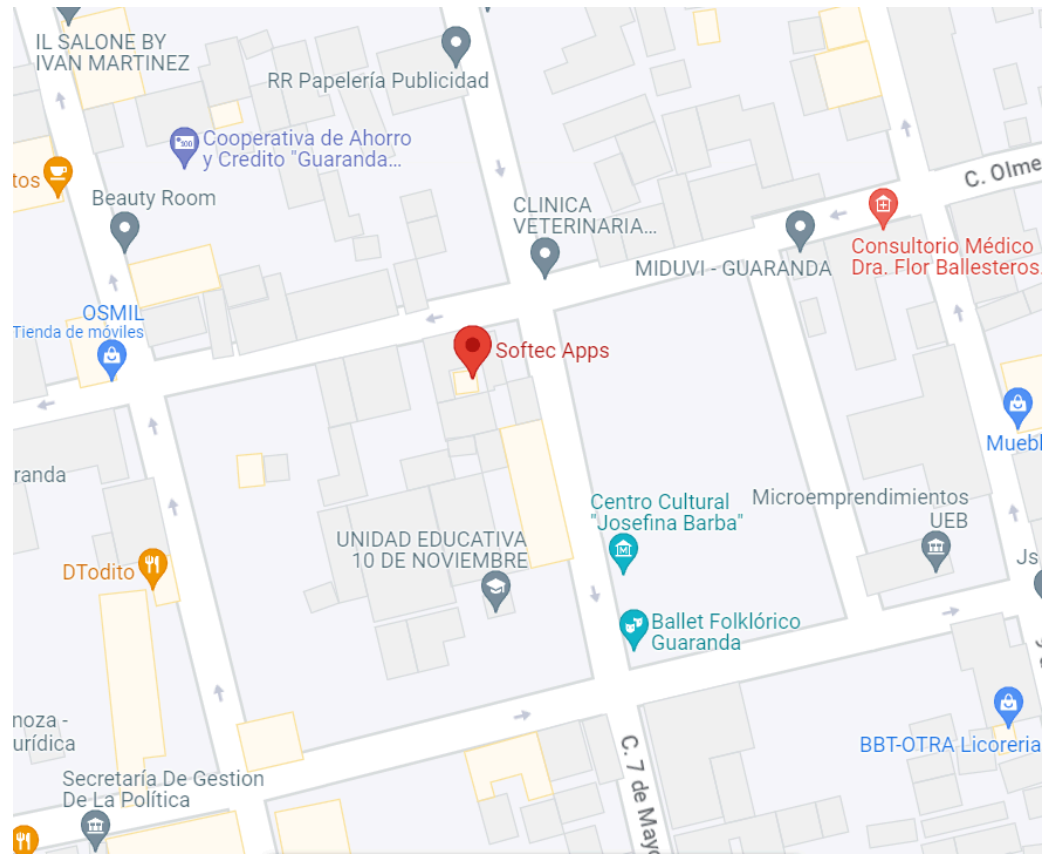 IL SALONE BY
IVAN MARTINEZ
RR Papelería Publicidad
Cooperativa de Ahorro
y Credito "Guaranda...
100
tos
Beauty Room
CLINICA
VETERINARIA...
C. Olme
MIDUVI - GUARANDA
Consultorio Médico
Dra. Flor Ballesteros.
OSMIL
Tienda de móviles
Softec Apps
Muebl
randa
Centro Cultural
"Josefina Barba"
Microemprendimientos
UEB
UNIDAD EDUCATIVA
10 DE NOVIEMBRE
DTodito
Js
Ballet Folklórico
Guaranda
noza -
urídica
BBT-OTRA Licoreria
C. 7 de Mayo
Secretaría De Gestion
De La Política